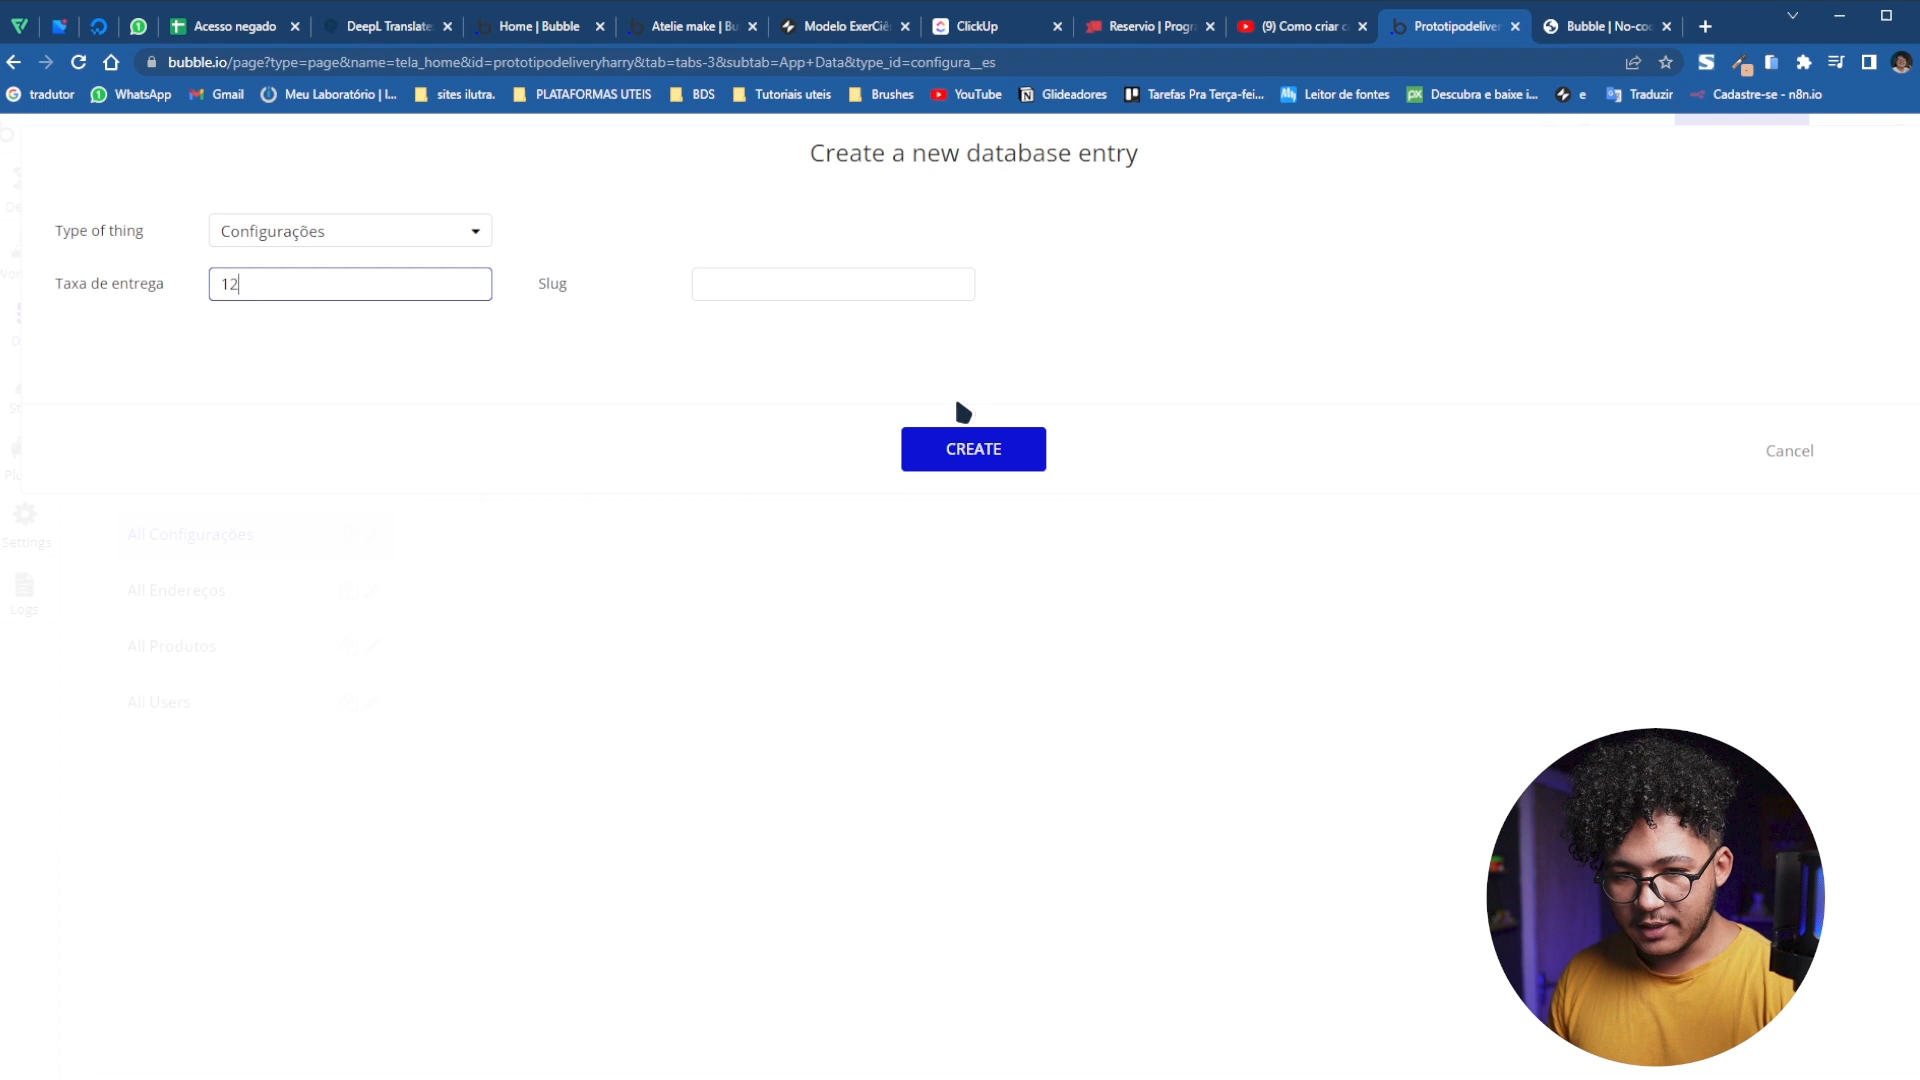 Acesso negado
DeepL Translate
Home | Bubble
Atelie make | Bu
Modelo ExerCiê
ClickUp
Reservio | Progr
(9) Como criar c
Prototipodeliver
Bubble | No-coc
bubble.io/page?type=page&name=tela_home&id=prototipodeliveryharry&tab=tabs-3&subtab=App+Data&type_id=configura__es
tradutor
WhatsApp
Gmail
Meu Laboratório | I...
sites ilutra.
PLATAFORMAS UTEIS
BDS
Tutoriais uteis
Brushes
YouTube
Glideadores
Tarefas Pra Terça-fei...
Leitor de fontes
Descubra e baixe i...
e
Traduzir
Cadastre-se - n8n.io
Create a new database entry
Type of thing
Configurações
Taxa de entrega
12
Slug
CREATE
Cancel
All Configurações
Settings
All Endereços
Logs
All Produtos
All Users